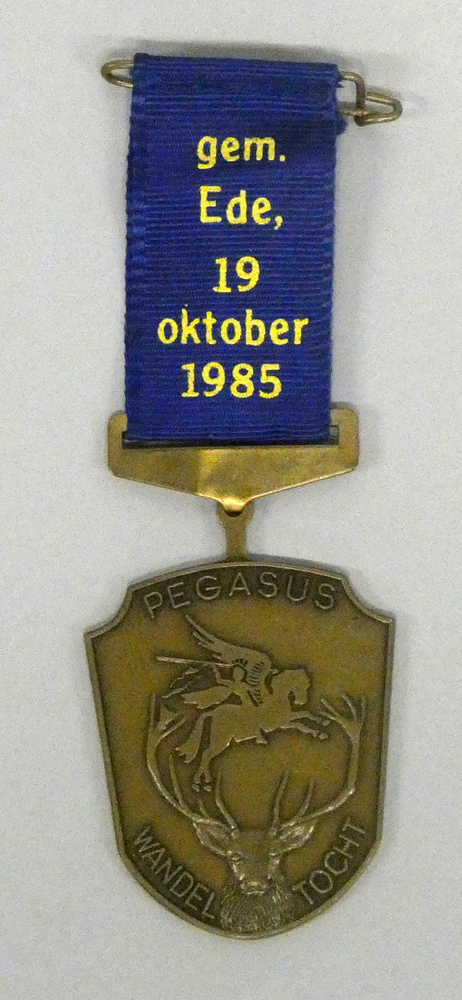 gem.
Ede,
19
oktober
1985
PEGASUS
WANDEL
TOCHT